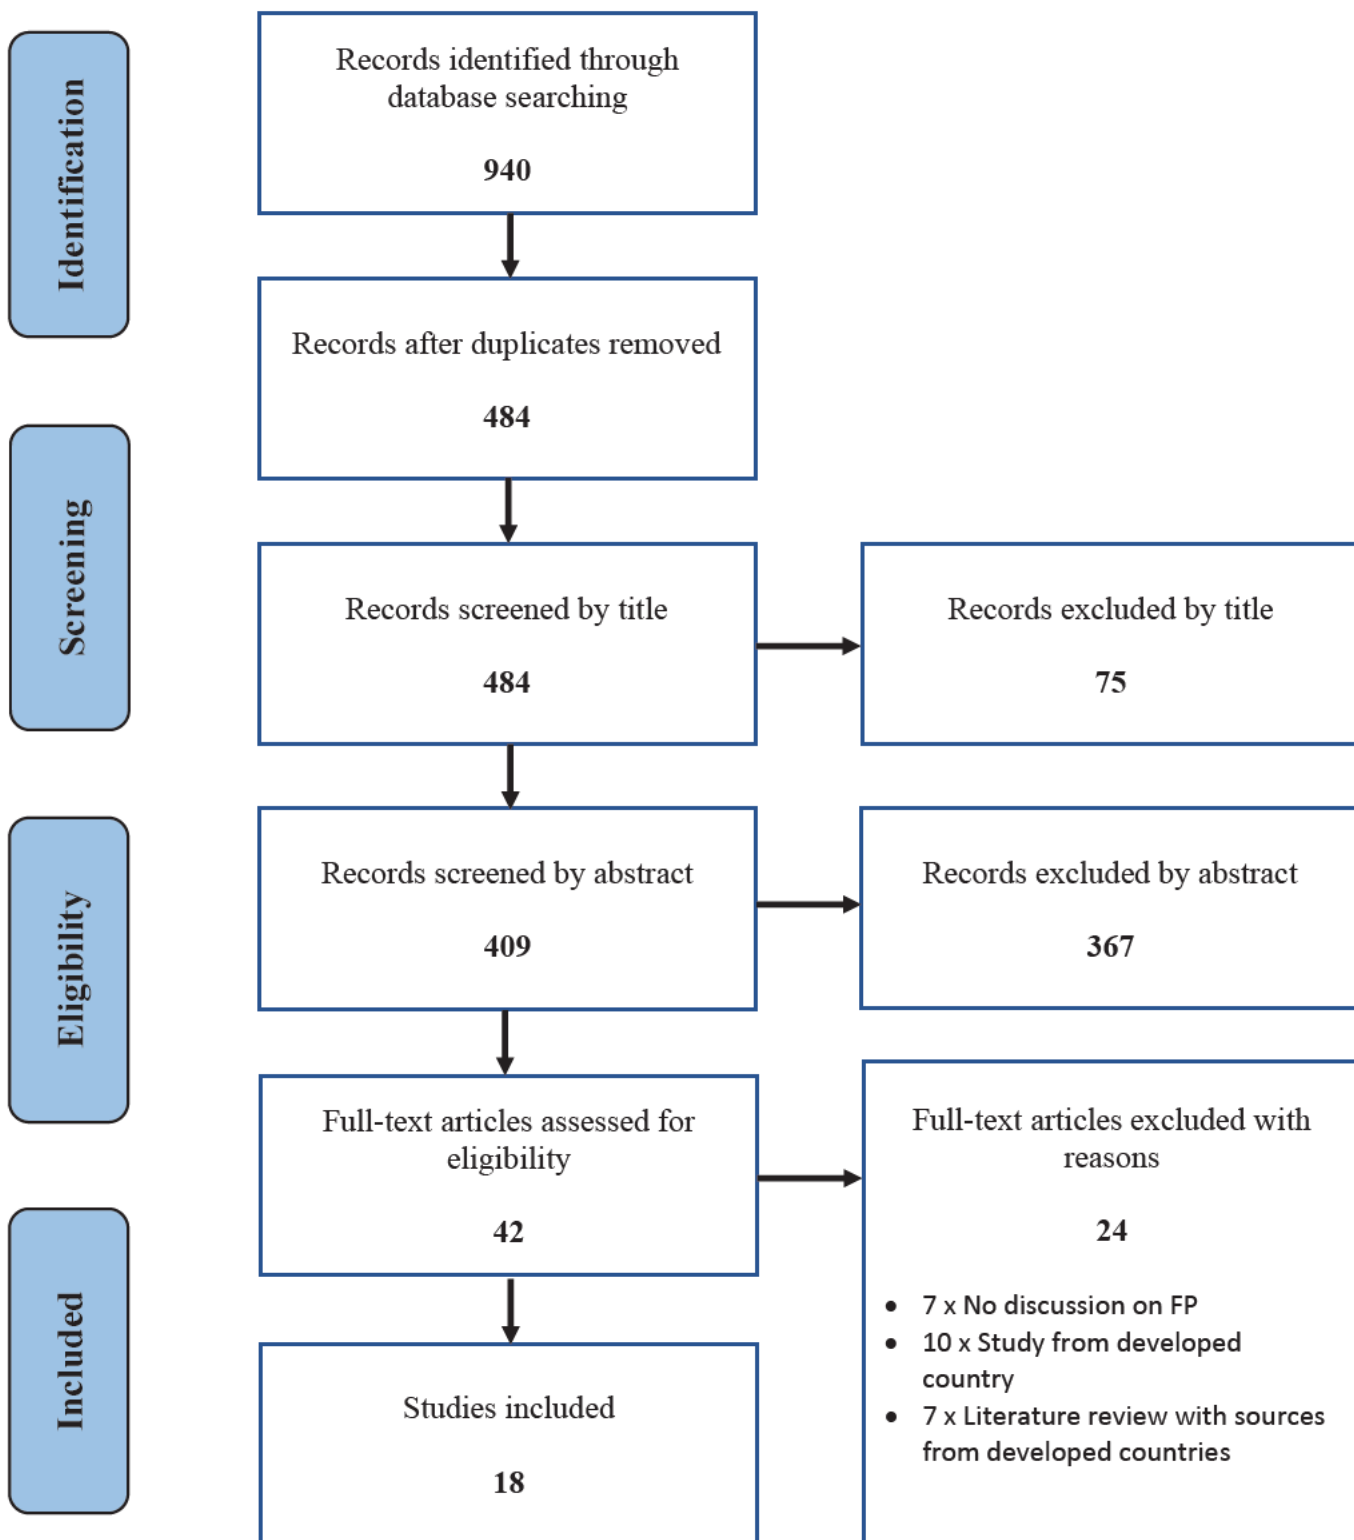 Identification
Records identified through
database searching
940
Records after duplicates removed
484
Screening
Records screened by title
484
Records excluded by title
75
Eligibility
Records screened by abstract
409
Records excluded by abstract
367
Full-text articles assessed for
eligibility
42
Full-text articles excluded with
reasons
24
• 7 x No discussion on FP
• 10 x Study from developed
country
• 7 x Literature review with sources
from developed countries
Included
Studies included
18